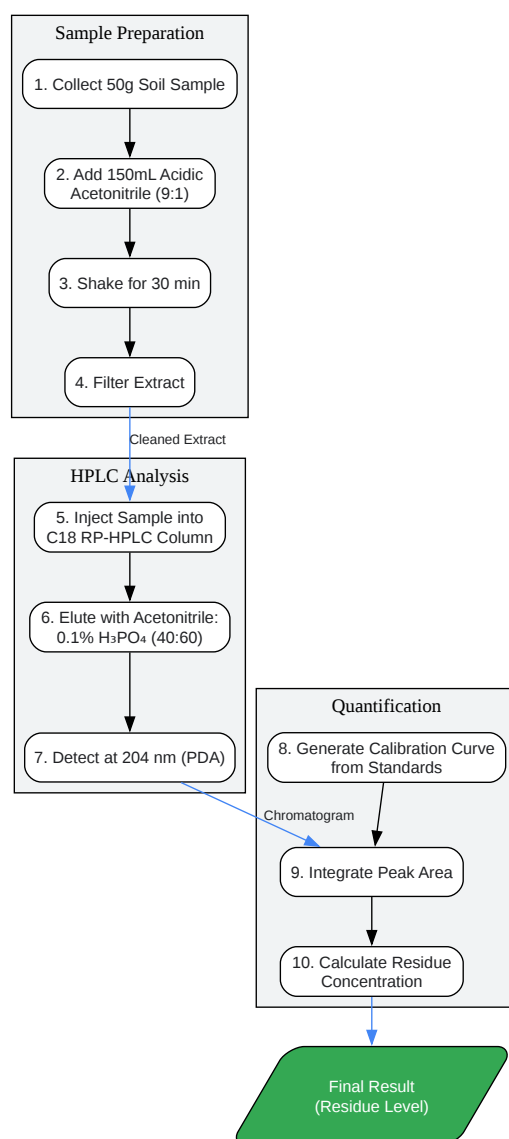 Sample Preparation
1. Collect 50g Soil Sample
2. Add 150mL Acidic
Acetonitrile (9:1)
3. Shake for 30 min
4. Filter Extract
Cleaned Extract
HPLC Analysis
5. Inject Sample into
C18 RP-HPLC Column
6. Elute with Acetonitrile:
0.1% H₃PO₄ (40:60)
7. Detect at 204 nm (PDA)
Quantification
8. Generate Calibration Curve
from Standards
Chromatogram
9. Integrate Peak Area
10. Calculate Residue
Concentration
Final Result
(Residue Level)